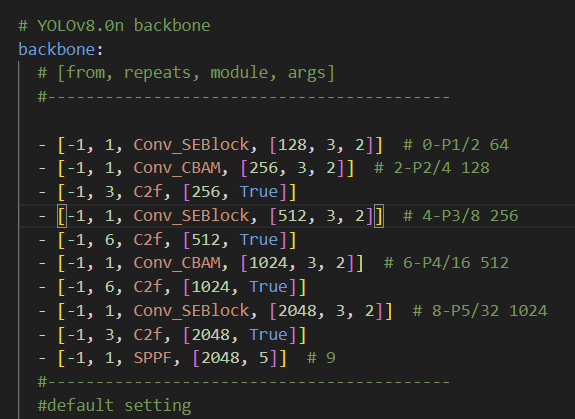 # YOLOv8.0n backbone
backbone:
# [from, repeats, module, args]
#------------------------------------------
- [-1, 1, Conv_SEBlock, [128, 3, 2]]  # 0-P1/2 64
- [-1, 1, Conv_CBAM, [256, 3, 2]]  # 2-P2/4 128
- [-1, 3, C2f, [256, True]]
- [-1, 1, Conv_SEBlock, [512, 3, 2]]  # 4-P3/8 256
- [-1, 6, C2f, [512, True]]
- [-1, 1, Conv_CBAM, [1024, 3, 2]]  # 6-P4/16 512
- [-1, 6, C2f, [1024, True]]
- [-1, 1, Conv_SEBlock, [2048, 3, 2]]  # 8-P5/32 1024
- [-1, 3, C2f, [2048, True]]
- [-1, 1, SPPF, [2048, 5]]  # 9
#------------------------------------------
#default setting